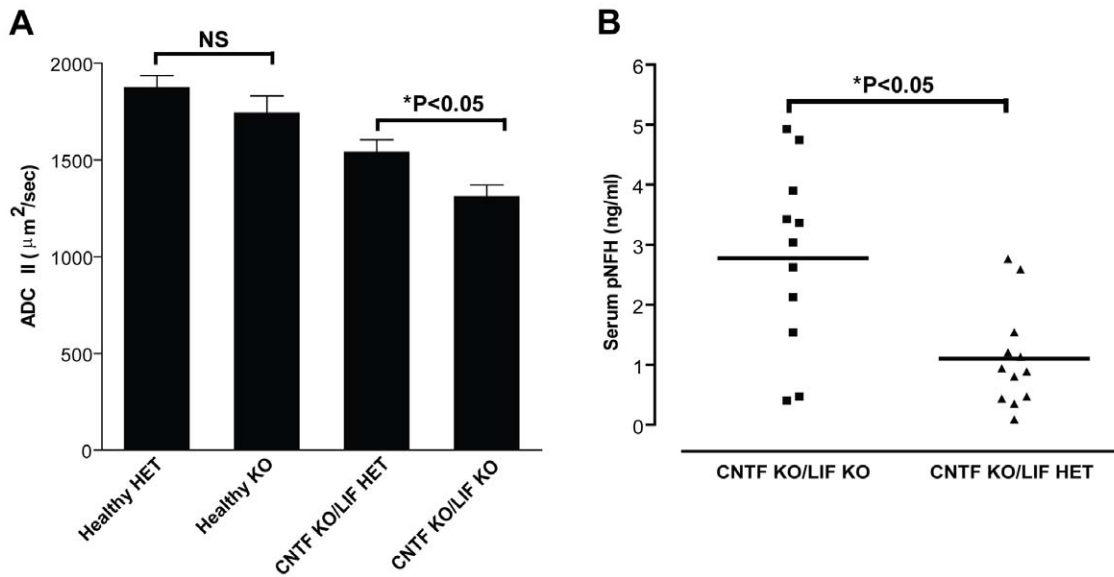 A
NS
*P<0.05
2000
1500
1000
500
0
ADC II (μm²/sec)
Healthy HET
Healthy KO
CNTF KO/LIF HET
CNTF KO/LIF KO
B
*P<0.05
6
5
4
3
2
1
0
Serum pNFH (ng/ml)
CNTF KO/LIF KO
CNTF KO/LIF HET